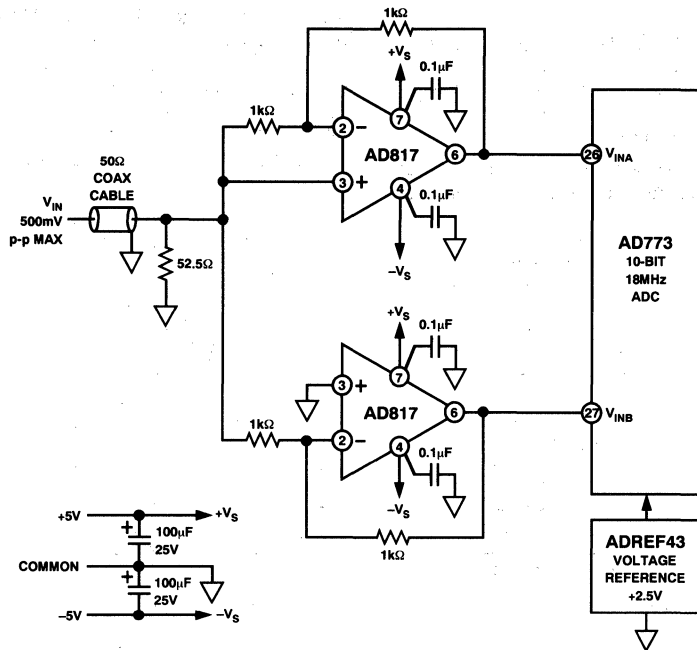 1kΩ
+VS
0.1µF
1kΩ
7
2
–
AD817
6
3
+
4
0.1µF
–VS
50Ω
COAX
CABLE
VIN
500mV
p-p MAX
52.5Ω
26
VINA
AD773
10-BIT
18MHz
ADC
+VS
0.1µF
7
3
+
AD817
6
2
–
4
1kΩ
0.1µF
–VS
1kΩ
27
VINB
+5V
+VS
+
100µF
25V
COMMON
+
100µF
25V
–5V
–VS
ADREF43
VOLTAGE
REFERENCE
+2.5V